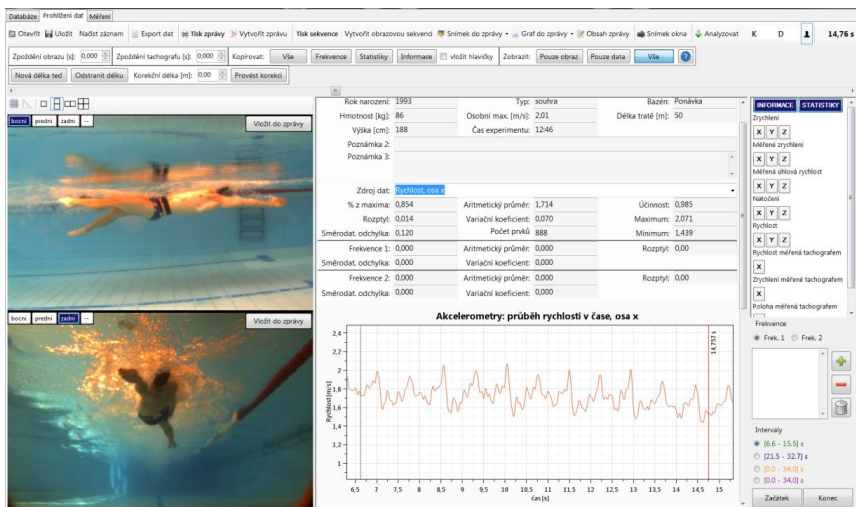 Databáze Prohlížení dat Měření
Otevřít Uložit Načíst záznam Export dat Tisk zprávy Vytvořit zprávu Tisk sekvence Vytvořit obrazovou sekvenci Snímek do zprávy Graf do zprávy Obsah zprávy Snímek okna Analyzovat K D 14,76 s
Zpoždění obrazu [s]: 0,000 Zpoždění tachografu [s]: 0,000 Kopírovat: Vše Frekvence Statistiky Informace vložit hlavičky Zobrazit: Pouze obraz Pouze data Vše ?
Nová délka teď Odstranit délku Korekční délka [m]: 0,00 Provést korekci
bocni predni zadni --
Vložit do zprávy
bocni predni zadni --
Vložit do zprávy
Rok narození: 1993 Typ: souhra Bazén: Ponávka
Hmotnost [kg]: 86 Osobní max. [m/s]: 2,01 Délka tratě [m]: 50
Výška [cm]: 188 Čas experimentu: 12:46
Poznámka 2:
Poznámka 3:
Zdroj dat: Rychlost, osa x
% z maxima: 0,854 Aritmetický průměr: 1,714 Účinnost: 0,985
Rozptyl: 0,014 Variační koeficient: 0,070 Maximum: 2,071
Směrodat. odchylka: 0,120 Počet prvků 888 Minimum: 1,439
Frekvence 1: 0,000 Aritmetický průměr: 0,000 Rozptyl: 0,00
Směrodat. odchylka: 0,000 Variační koeficient: 0,000
Frekvence 2: 0,000 Aritmetický průměr: 0,000 Rozptyl: 0,00
Směrodat. odchylka: 0,000 Variační koeficient: 0,000
Akcelerometry: průběh rychlosti v čase, osa x
Rychlost[m/s]
2,4
2,2
2
1,8
1,6
1,4
1,2
1
14,757 s
6,5 7 7,5 8 8,5 9 9,5 10 10,5 11 11,5 12 12,5 13 13,5 14 14,5 15
čas [s]
INFORMACE STATISTIKY
Zrychlení
X Y Z
Měřené zrychlení
X Y Z
Měřená úhlová rychlost
X Y Z
Natočení
X Y Z
Rychlost
X Y Z
Rychlost měřená tachografem
X
Zrychlení měřené tachografem
X
Poloha měřená tachografem
Frekvence
Frek. 1 Frek. 2
Intervaly
[6.6 - 15.5] s
[21.5 - 32.7] s
[0.0 - 34.0] s
[0.0 - 34.0] s
Začátek Konec